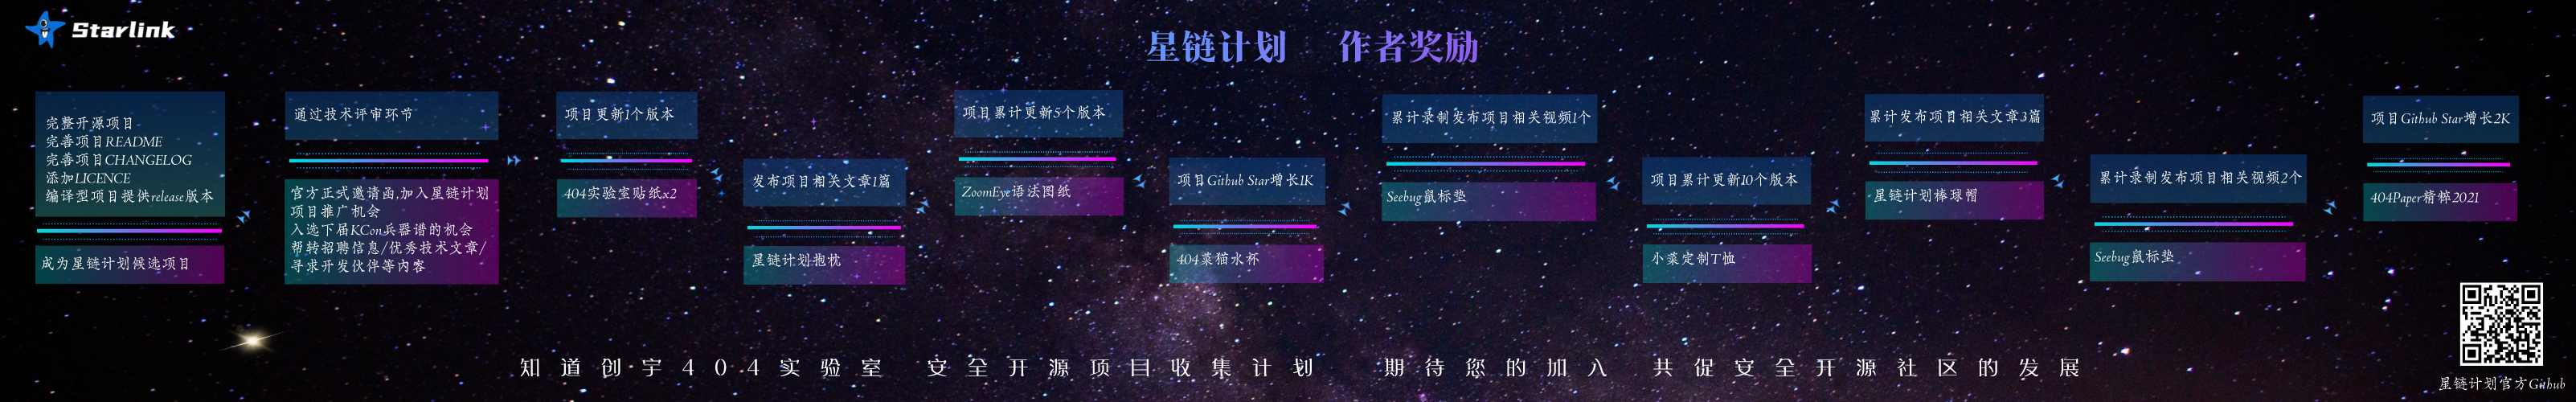 Starlink
星链计划 作者奖励
完整开源项目
完善项目README
完善项目CHANGELOG
添加LICENCE
编译型项目提供release版本
成为星链计划候选项目
通过技术评审环节
官方正式邀请函,加入星链计划
项目推广机会
入选下届KCon兵器谱的机会
帮转招聘信息/优秀技术文章/
寻求开发伙伴等内容
项目更新1个版本
404实验室贴纸x2
发布项目相关文章1篇
星链计划抱枕
项目累计更新5个版本
ZoomEye语法图纸
项目Github Star增长1K
404菜猫水杯
累计录制发布项目相关视频1个
Seebug鼠标垫
项目累计更新10个版本
小菜定制T恤
累计发布项目相关文章3篇
星链计划棒球帽
累计录制发布项目相关视频2个
Seebug鼠标垫
项目Github Star增长2K
404Paper精粹2021
知道创宇404实验室 安全开源项目收集计划 期待您的加入 共促安全开源社区的发展
星链计划官方Github